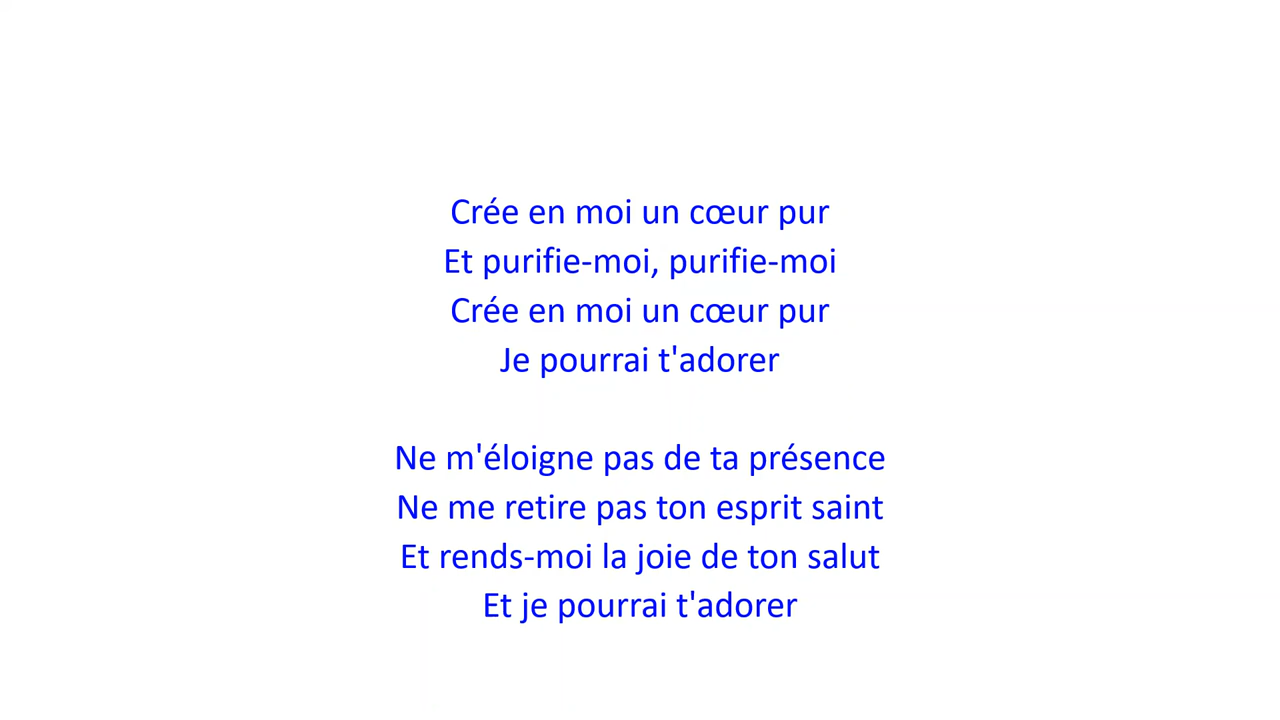 Crée en moi un cœur pur
Et purifie-moi, purifie-moi
Crée en moi un cœur pur
Je pourrai t'adorer
Ne m'éloigne pas de ta présence
Ne me retire pas ton esprit saint
Et rends-moi la joie de ton salut
Et je pourrai t'adorer